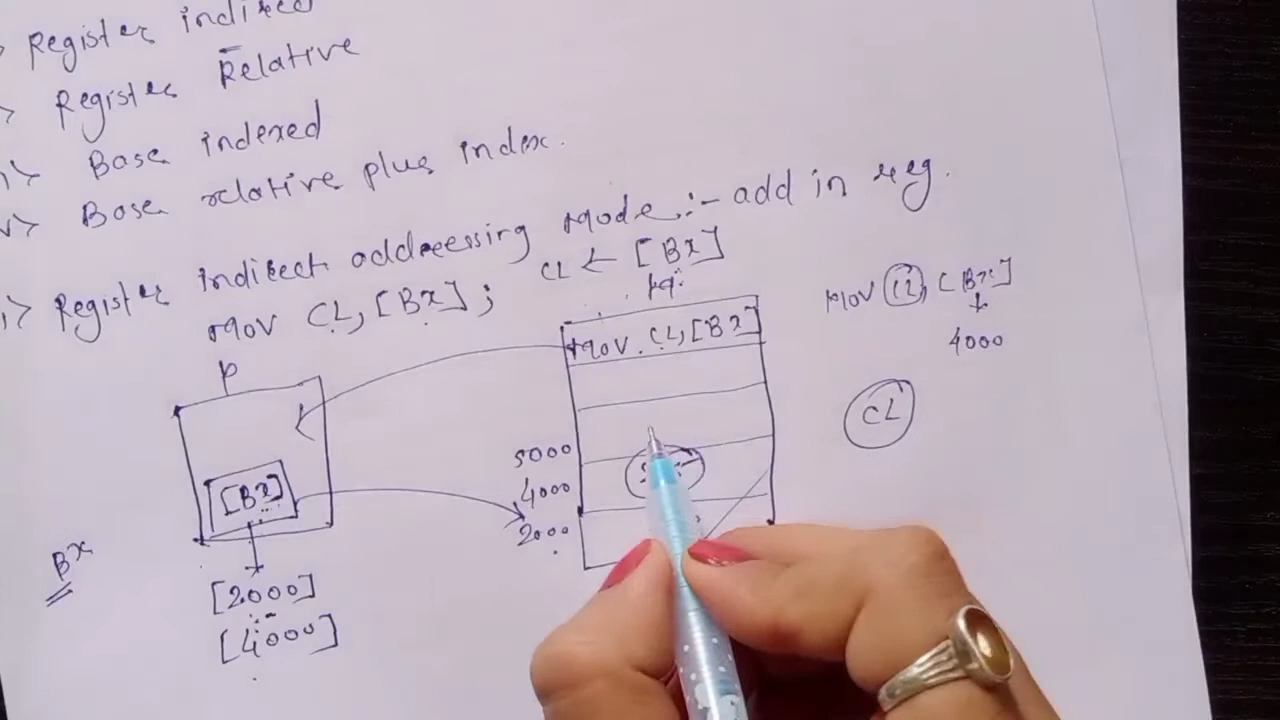 Register indirec
Register Relative
Base indexed
Base relative plus index.
Register indirect addressing Mode :- add in reg.
Mov CL, [Bx] ; CL ← [Bx]
Mov CL, [Bx]
4000
P
Mov. CL, [Bx]
CL
5000
4000
2000
[Bx]
Bx
[2000]
[4000]